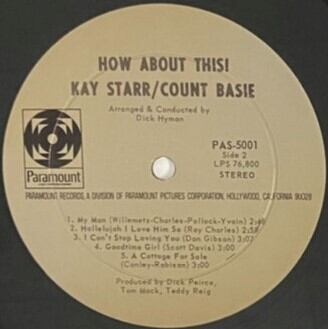 HOW ABOUT THIS!
KAY STARR/COUNT BASIE
Arranged & Conducted by
Dick Hyman
PAS-5001
Side 2
LPS 76,800
STEREO
Paramount
PARAMOUNT RECORDS, A DIVISION OF PARAMOUNT PICTURES CORPORATION, HOLLYWOOD, CALIFORNIA 90028
1. My Man (Willemetz-Charles-Pollock-Yvain)
2. Hallelujah I Love Him So (Ray Charles) 2:58
3. I Can't Stop Loving You (Don Gibson) 3:07
4. Goodtime Girl (Scott Davis) 3:00
5. A Cottage For Sale
(Conley-Robison) 3:00
Produced by Dick Peirce,
Tom Mack, Teddy Reig